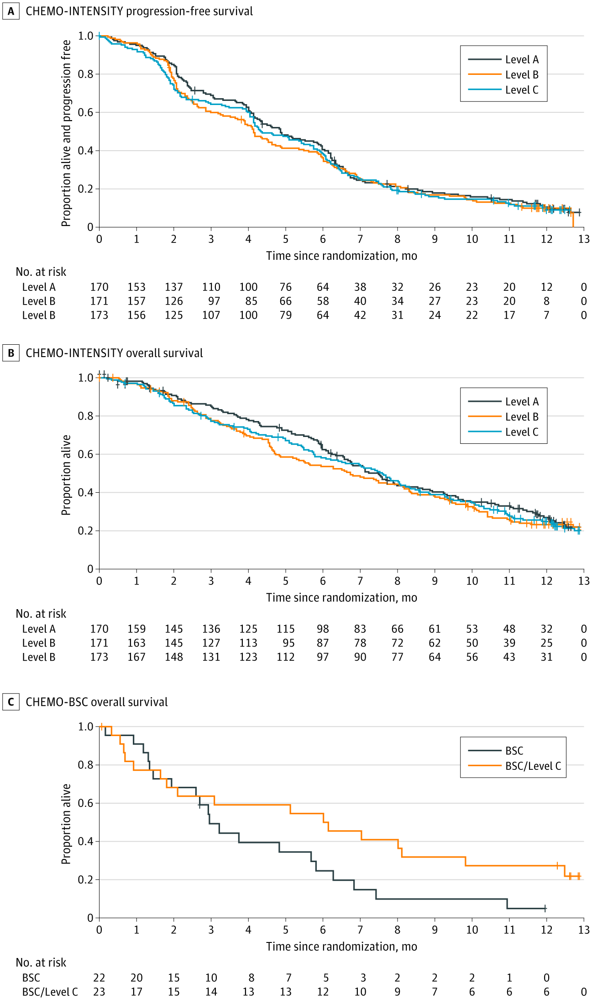 A CHEMO-INTENSITY progression-free survival
1.0
0.8
0.6
0.4
0.2
0
Proportion alive and progression free
Level A
Level B
Level C
0 1 2 3 4 5 6 7 8 9 10 11 12 13
Time since randomization, mo
No. at risk
Level A 170 153 137 110 100 76 64 38 32 26 23 20 12 0
Level B 171 157 126 97 85 66 58 40 34 27 23 20 8 0
Level B 173 156 125 107 100 79 64 42 31 24 22 17 7 0
B CHEMO-INTENSITY overall survival
1.0
0.8
0.6
0.4
0.2
0
Proportion alive
Level A
Level B
Level C
0 1 2 3 4 5 6 7 8 9 10 11 12 13
Time since randomization, mo
No. at risk
Level A 170 159 145 136 125 115 98 83 66 61 53 48 32 0
Level B 171 163 145 127 113 95 87 78 72 62 50 39 25 0
Level B 173 167 148 131 123 112 97 90 77 64 56 43 31 0
C CHEMO-BSC overall survival
1.0
0.8
0.6
0.4
0.2
0
Proportion alive
BSC
BSC/Level C
0 1 2 3 4 5 6 7 8 9 10 11 12 13
Time since randomization, mo
No. at risk
BSC 22 20 15 10 8 7 5 3 2 2 2 1 0
BSC/Level C 23 17 15 14 13 13 12 10 9 7 6 6 6 0